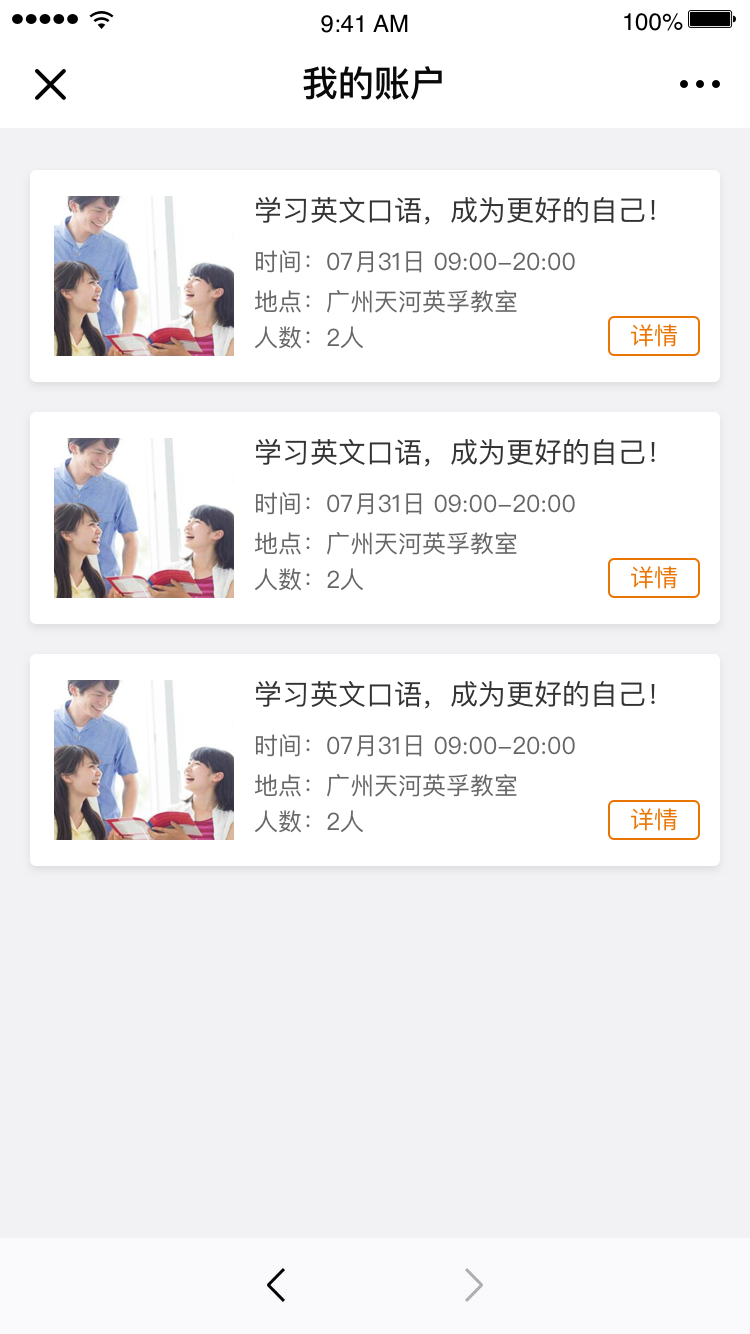 9:41 AM
100%
我的账户
学习英文口语，成为更好的自己！
时间：07月31日 09:00-20:00
地点：广州天河英孚教室
人数：2人
详情
学习英文口语，成为更好的自己！
时间：07月31日 09:00-20:00
地点：广州天河英孚教室
人数：2人
详情
学习英文口语，成为更好的自己！
时间：07月31日 09:00-20:00
地点：广州天河英孚教室
人数：2人
详情